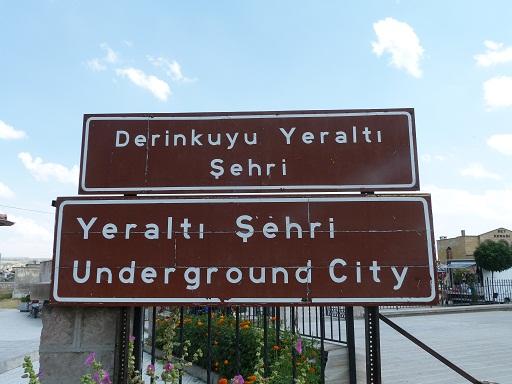 Derinkuyu Yeraltı
Şehri
Yeraltı Şehri
Underground City